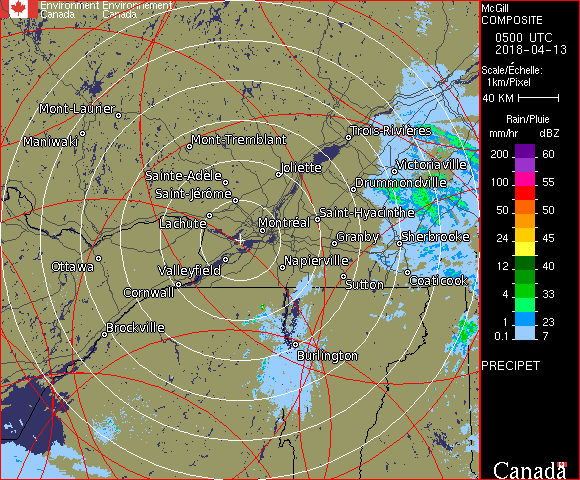 Environment Environnement
Canada Canada
McGill
COMPOSITE
0500 UTC
2018-04-13
Scale/Échelle:
1km/Pixel
40 KM
Rain/Pluie
mm/hr dBZ
200 60
100 55
50 50
24 45
12 40
4 33
1 23
0.1 7
PRECIPET
Canada
Mont-Laurier
Maniwaki
Mont-Tremblant
Trois-Rivières
Joliette
Victoriaville
Sainte-Adèle
Drummondville
Saint-Jérôme
Lachute
Montréal
Saint-Hyacinthe
Granby
Sherbrooke
Ottawa
Valleyfield
Napierville
Sutton
Coaticook
Cornwall
Brockville
Burlington